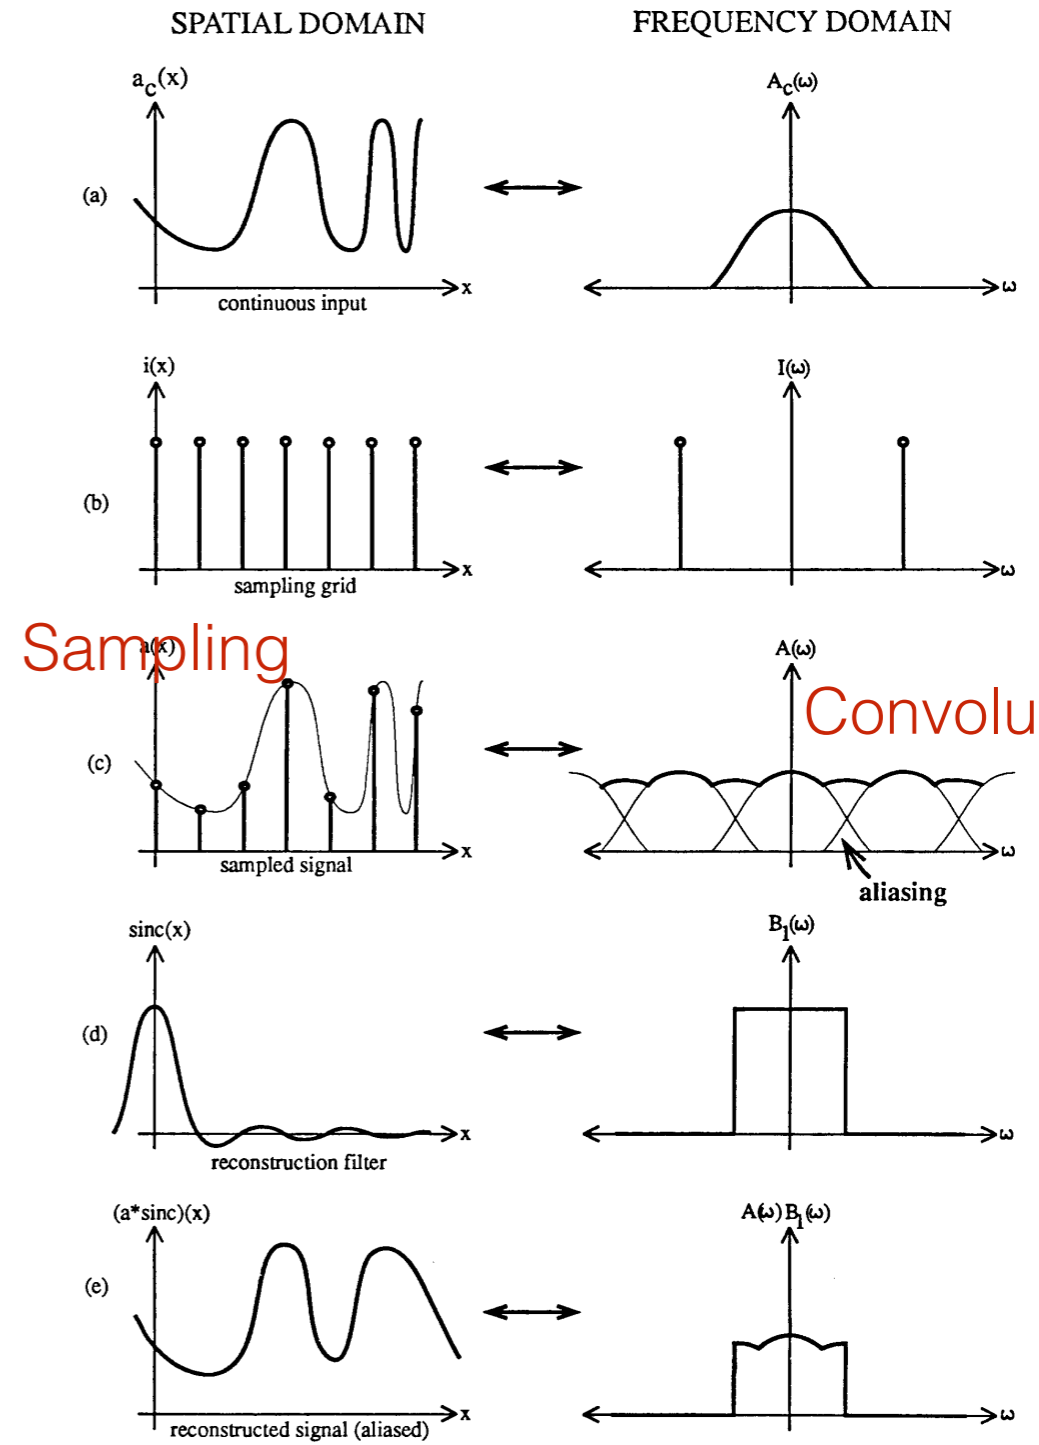 SPATIAL DOMAIN
FREQUENCY DOMAIN
a_c(x)
A_c(ω)
(a)
x
ω
continuous input
i(x)
I(ω)
(b)
x
ω
sampling grid
Sampling
a(x)
A(ω)
Convolu
(c)
x
ω
sampled signal
aliasing
sinc(x)
B_1(ω)
(d)
x
ω
reconstruction filter
(a*sinc)(x)
A(ω) B_1(ω)
(e)
x
ω
reconstructed signal (aliased)